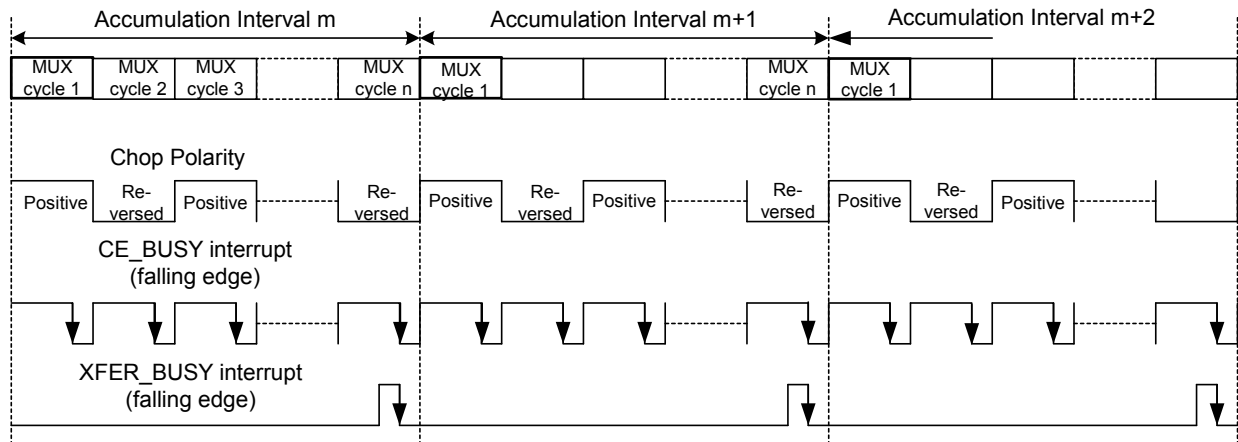 Accumulation Interval m
Accumulation Interval m+1
Accumulation Interval m+2
MUX
cycle 1
MUX
cycle 2
MUX
cycle 3
MUX
cycle n
MUX
cycle 1
MUX
cycle n
MUX
cycle 1
Chop Polarity
Positive
Re-
versed
Positive
Re-
versed
Positive
Re-
versed
Positive
Re-
versed
Positive
Re-
versed
Positive
CE_BUSY interrupt
(falling edge)
XFER_BUSY interrupt
(falling edge)